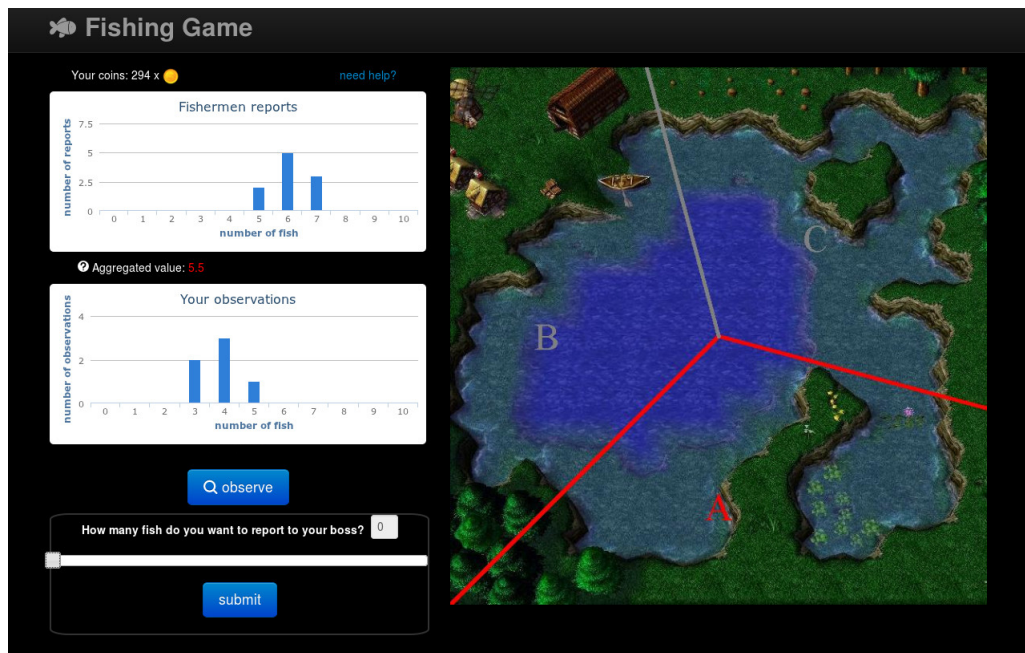 Fishing Game
Your coins: 294 x
need help?
Fishermen reports
number of reports
7.5
5
2.5
0
0 1 2 3 4 5 6 7 8 9 10
number of fish
Aggregated value: 5.5
Your observations
number of observations
4
2
0
0 1 2 3 4 5 6 7 8 9 10
number of fish
observe
How many fish do you want to report to your boss? 0
submit
C
B
A